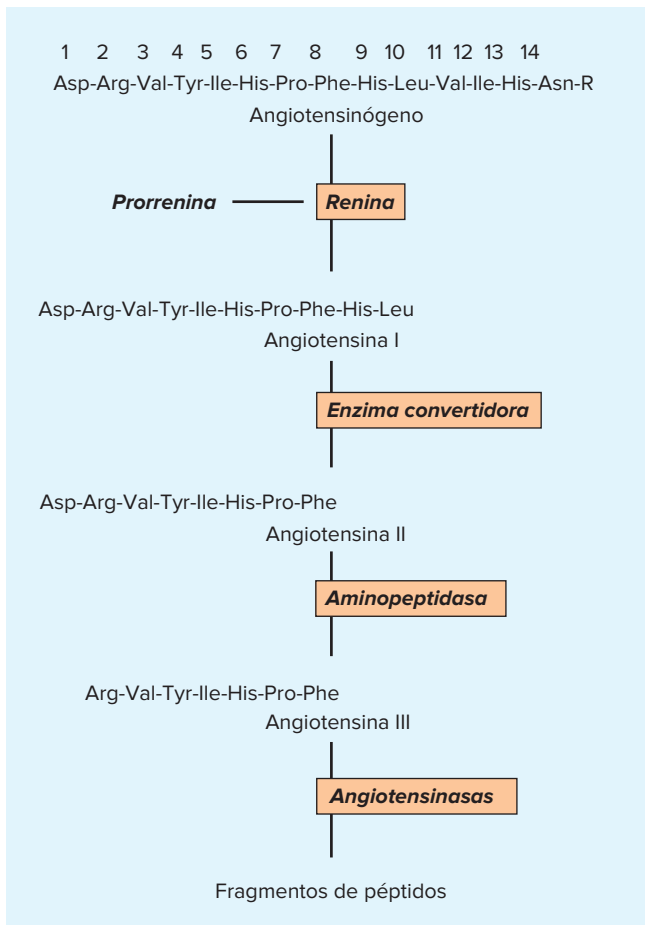 1 2 3 4 5 6 7 8 9 10 11 12 13 14
Asp-Arg-Val-Tyr-Ile-His-Pro-Phe-His-Leu-Val-Ile-His-Asn-R
Angiotensinógeno
Prorrenina Renina
Asp-Arg-Val-Tyr-Ile-His-Pro-Phe-His-Leu
Angiotensina I
Enzima convertidora
Asp-Arg-Val-Tyr-Ile-His-Pro-Phe
Angiotensina II
Aminopeptidasa
Arg-Val-Tyr-Ile-His-Pro-Phe
Angiotensina III
Angiotensinasas
Fragmentos de péptidos